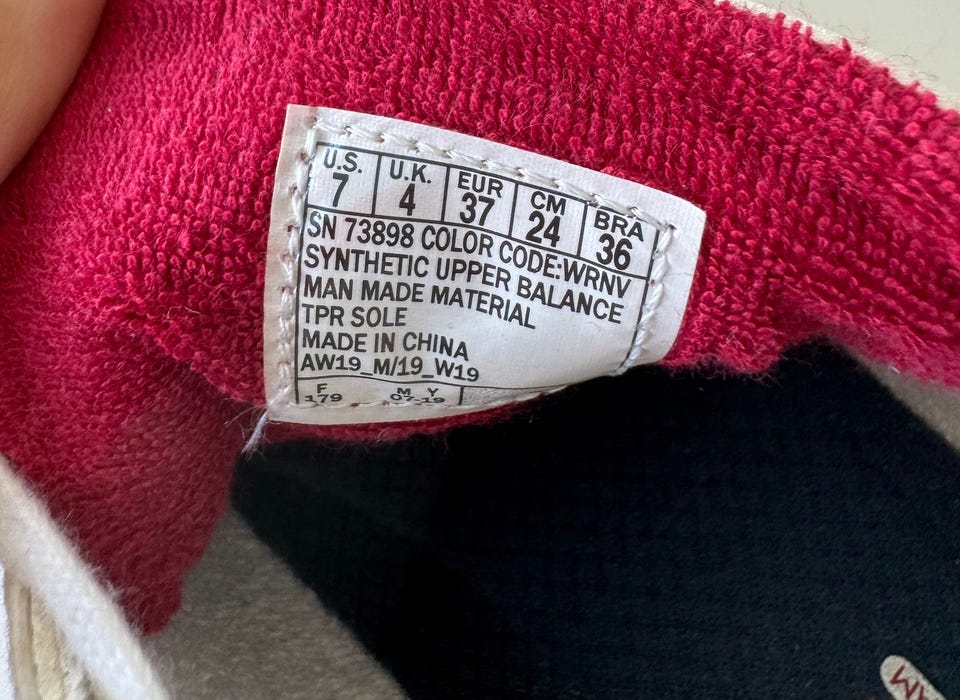 U.S. U.K. EUR CM BRA
7 4 37 24 36
SN 73898 COLOR CODE:WRNV
SYNTHETIC UPPER BALANCE
MAN MADE MATERIAL
TPR SOLE
MADE IN CHINA
AW19_M/19_W19
F M Y
179 07-19